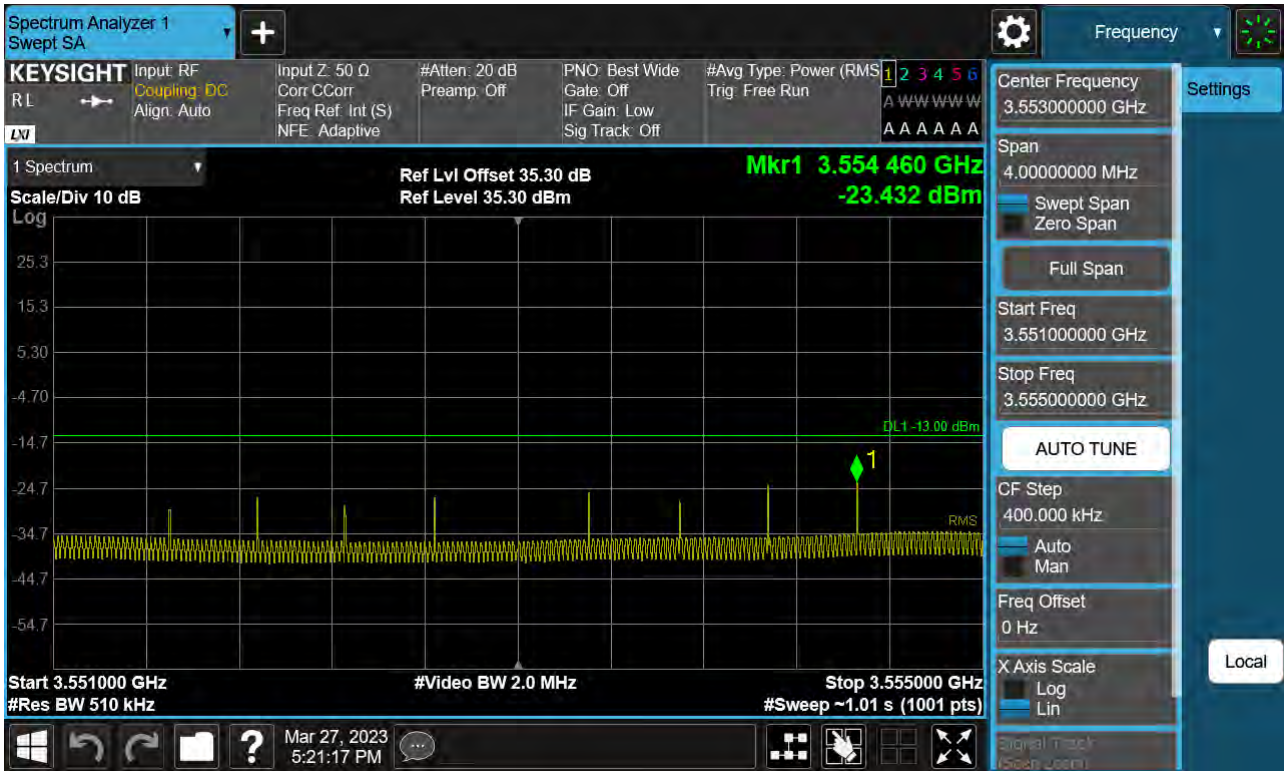 Spectrum Analyzer 1
Swept SA
+
Frequency
KEYSIGHT
RL
LXI
Input: RF
Coupling: DC
Align: Auto
Input Z: 50 Ω
Corr CCorr
Freq Ref: Int (S)
NFE: Adaptive
#Atten: 20 dB
Preamp: Off
PNO: Best Wide
Gate: Off
IF Gain: Low
Sig Track: Off
#Avg Type: Power (RMS
Trig: Free Run
1 2 3 4 5 6
A W W W W W
A A A A A A
1 Spectrum
Scale/Div 10 dB
Log
Ref Lvl Offset 35.30 dB
Ref Level 35.30 dBm
Mkr1 3.554 460 GHz
-23.432 dBm
25.3
15.3
5.30
-4.70
-14.7
-24.7
-34.7
-44.7
-54.7
DL1 -13.00 dBm
1
RMS
Start 3.551000 GHz
#Res BW 510 kHz
#Video BW 2.0 MHz
Stop 3.555000 GHz
#Sweep ~1.01 s (1001 pts)
Center Frequency
3.553000000 GHz
Span
4.00000000 MHz
Swept Span
Zero Span
Full Span
Start Freq
3.551000000 GHz
Stop Freq
3.555000000 GHz
AUTO TUNE
CF Step
400.000 kHz
Auto
Man
Freq Offset
0 Hz
X Axis Scale
Log
Lin
Signal Track
(Span Zoom)
Settings
Local
?
Mar 27, 2023
5:21:17 PM